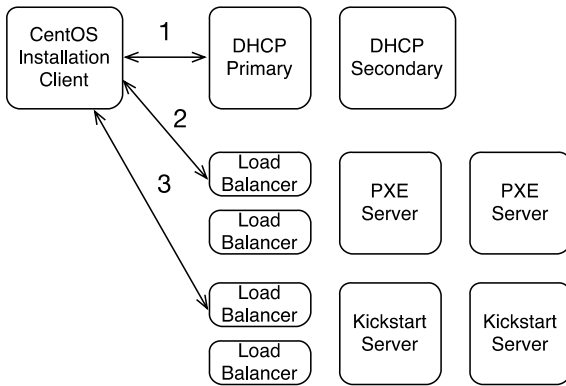 CentOS
Installation
Client
1
DHCP
Primary
DHCP
Secondary
2
3
Load
Balancer
Load
Balancer
PXE
Server
PXE
Server
Load
Balancer
Load
Balancer
Kickstart
Server
Kickstart
Server